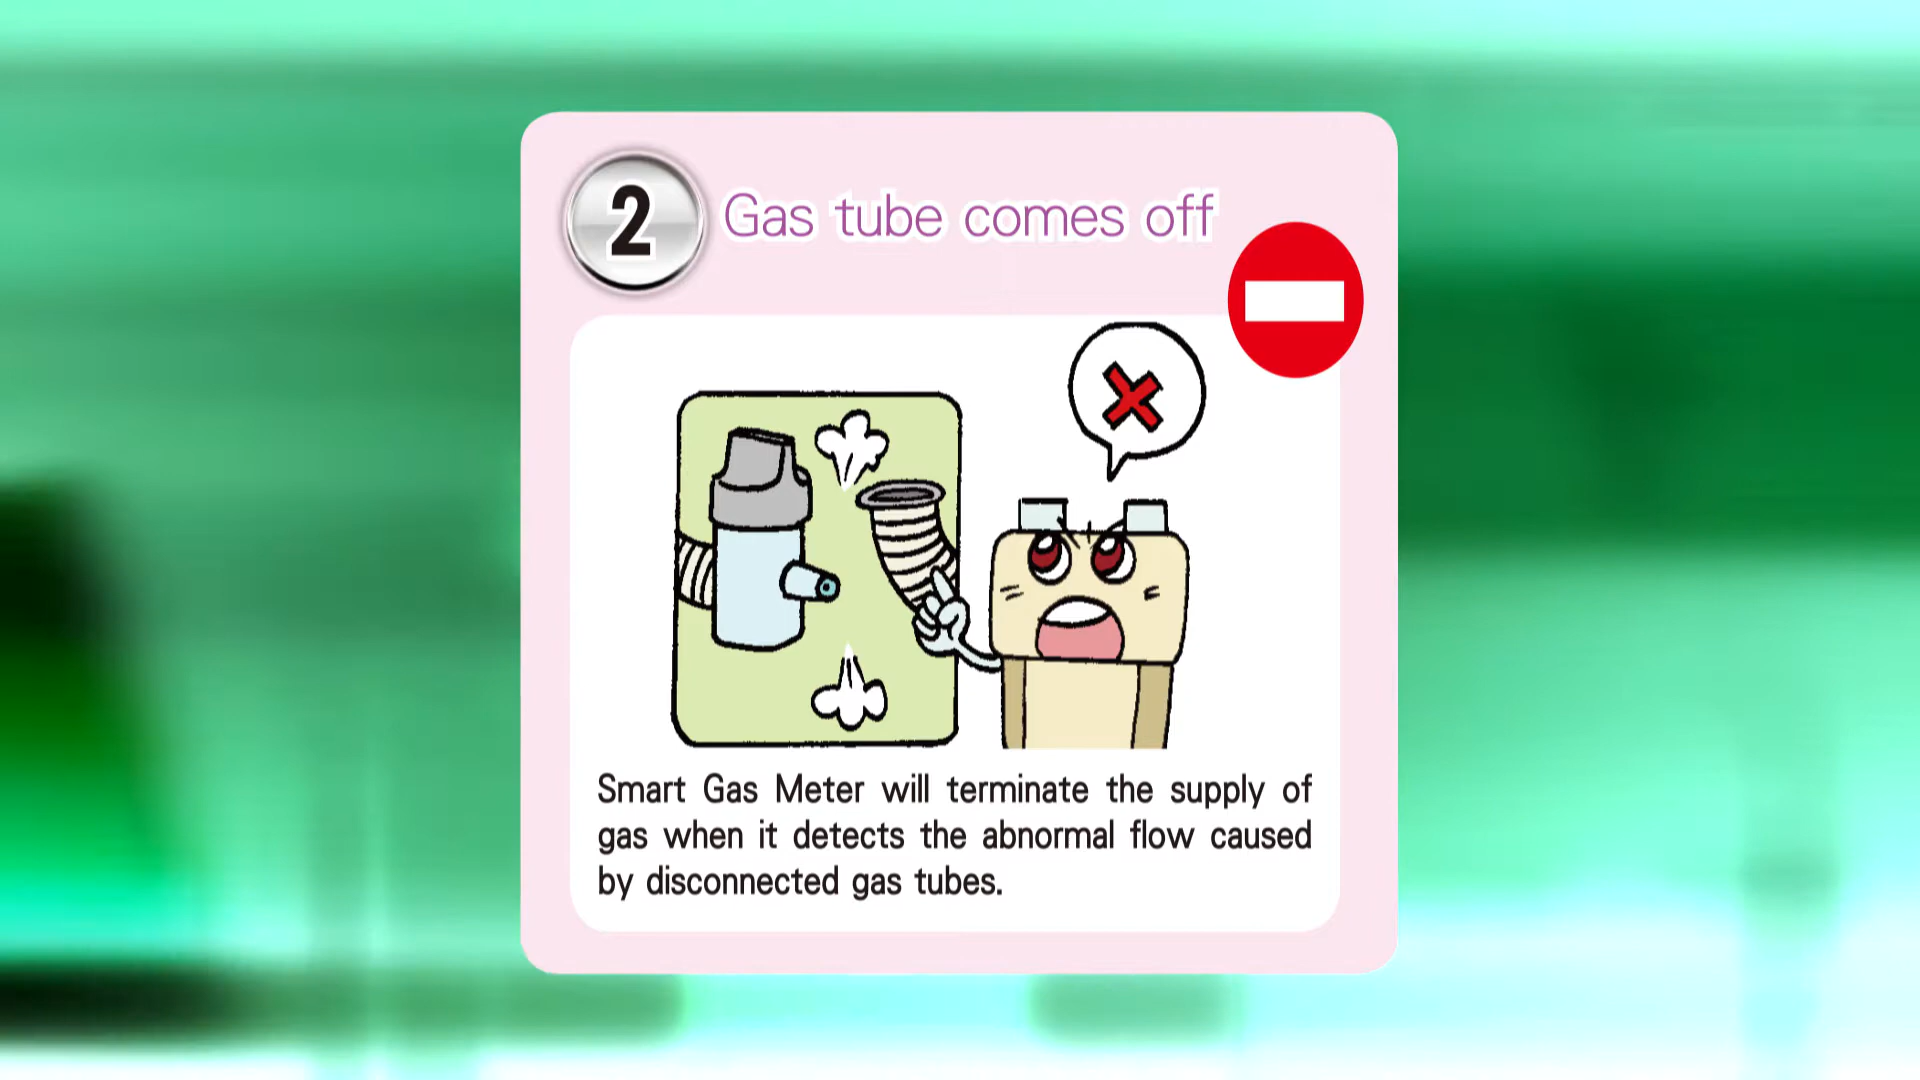 2 Gas tube comes off
Smart Gas Meter will terminate the supply of
gas when it detects the abnormal flow caused
by disconnected gas tubes.